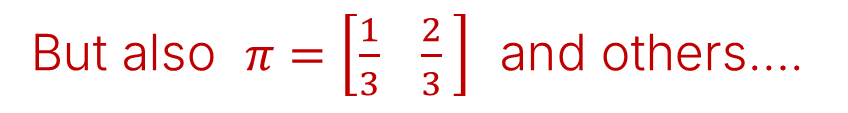 But also π = [1/3 2/3] and others....